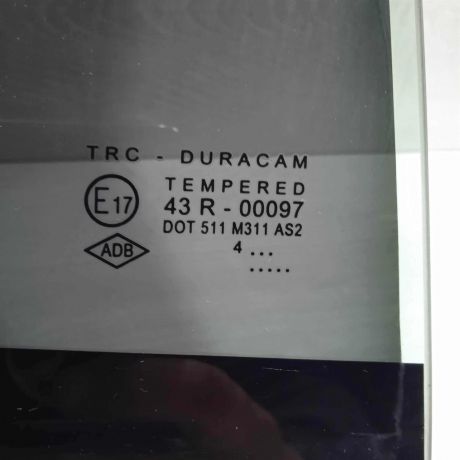 TRC - DURACAM
TEMPERED
E17 43 R - 00097
DOT 511 M311 AS2
ADB 4 ...
.....